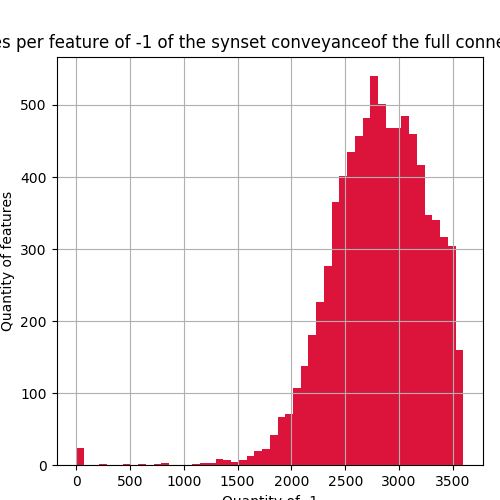 es per feature of -1 of the synset conveyanceof the full conne
500
400
300
200
100
0
Quantity of features
0 500 1000 1500 2000 2500 3000 3500
Quantity of -1